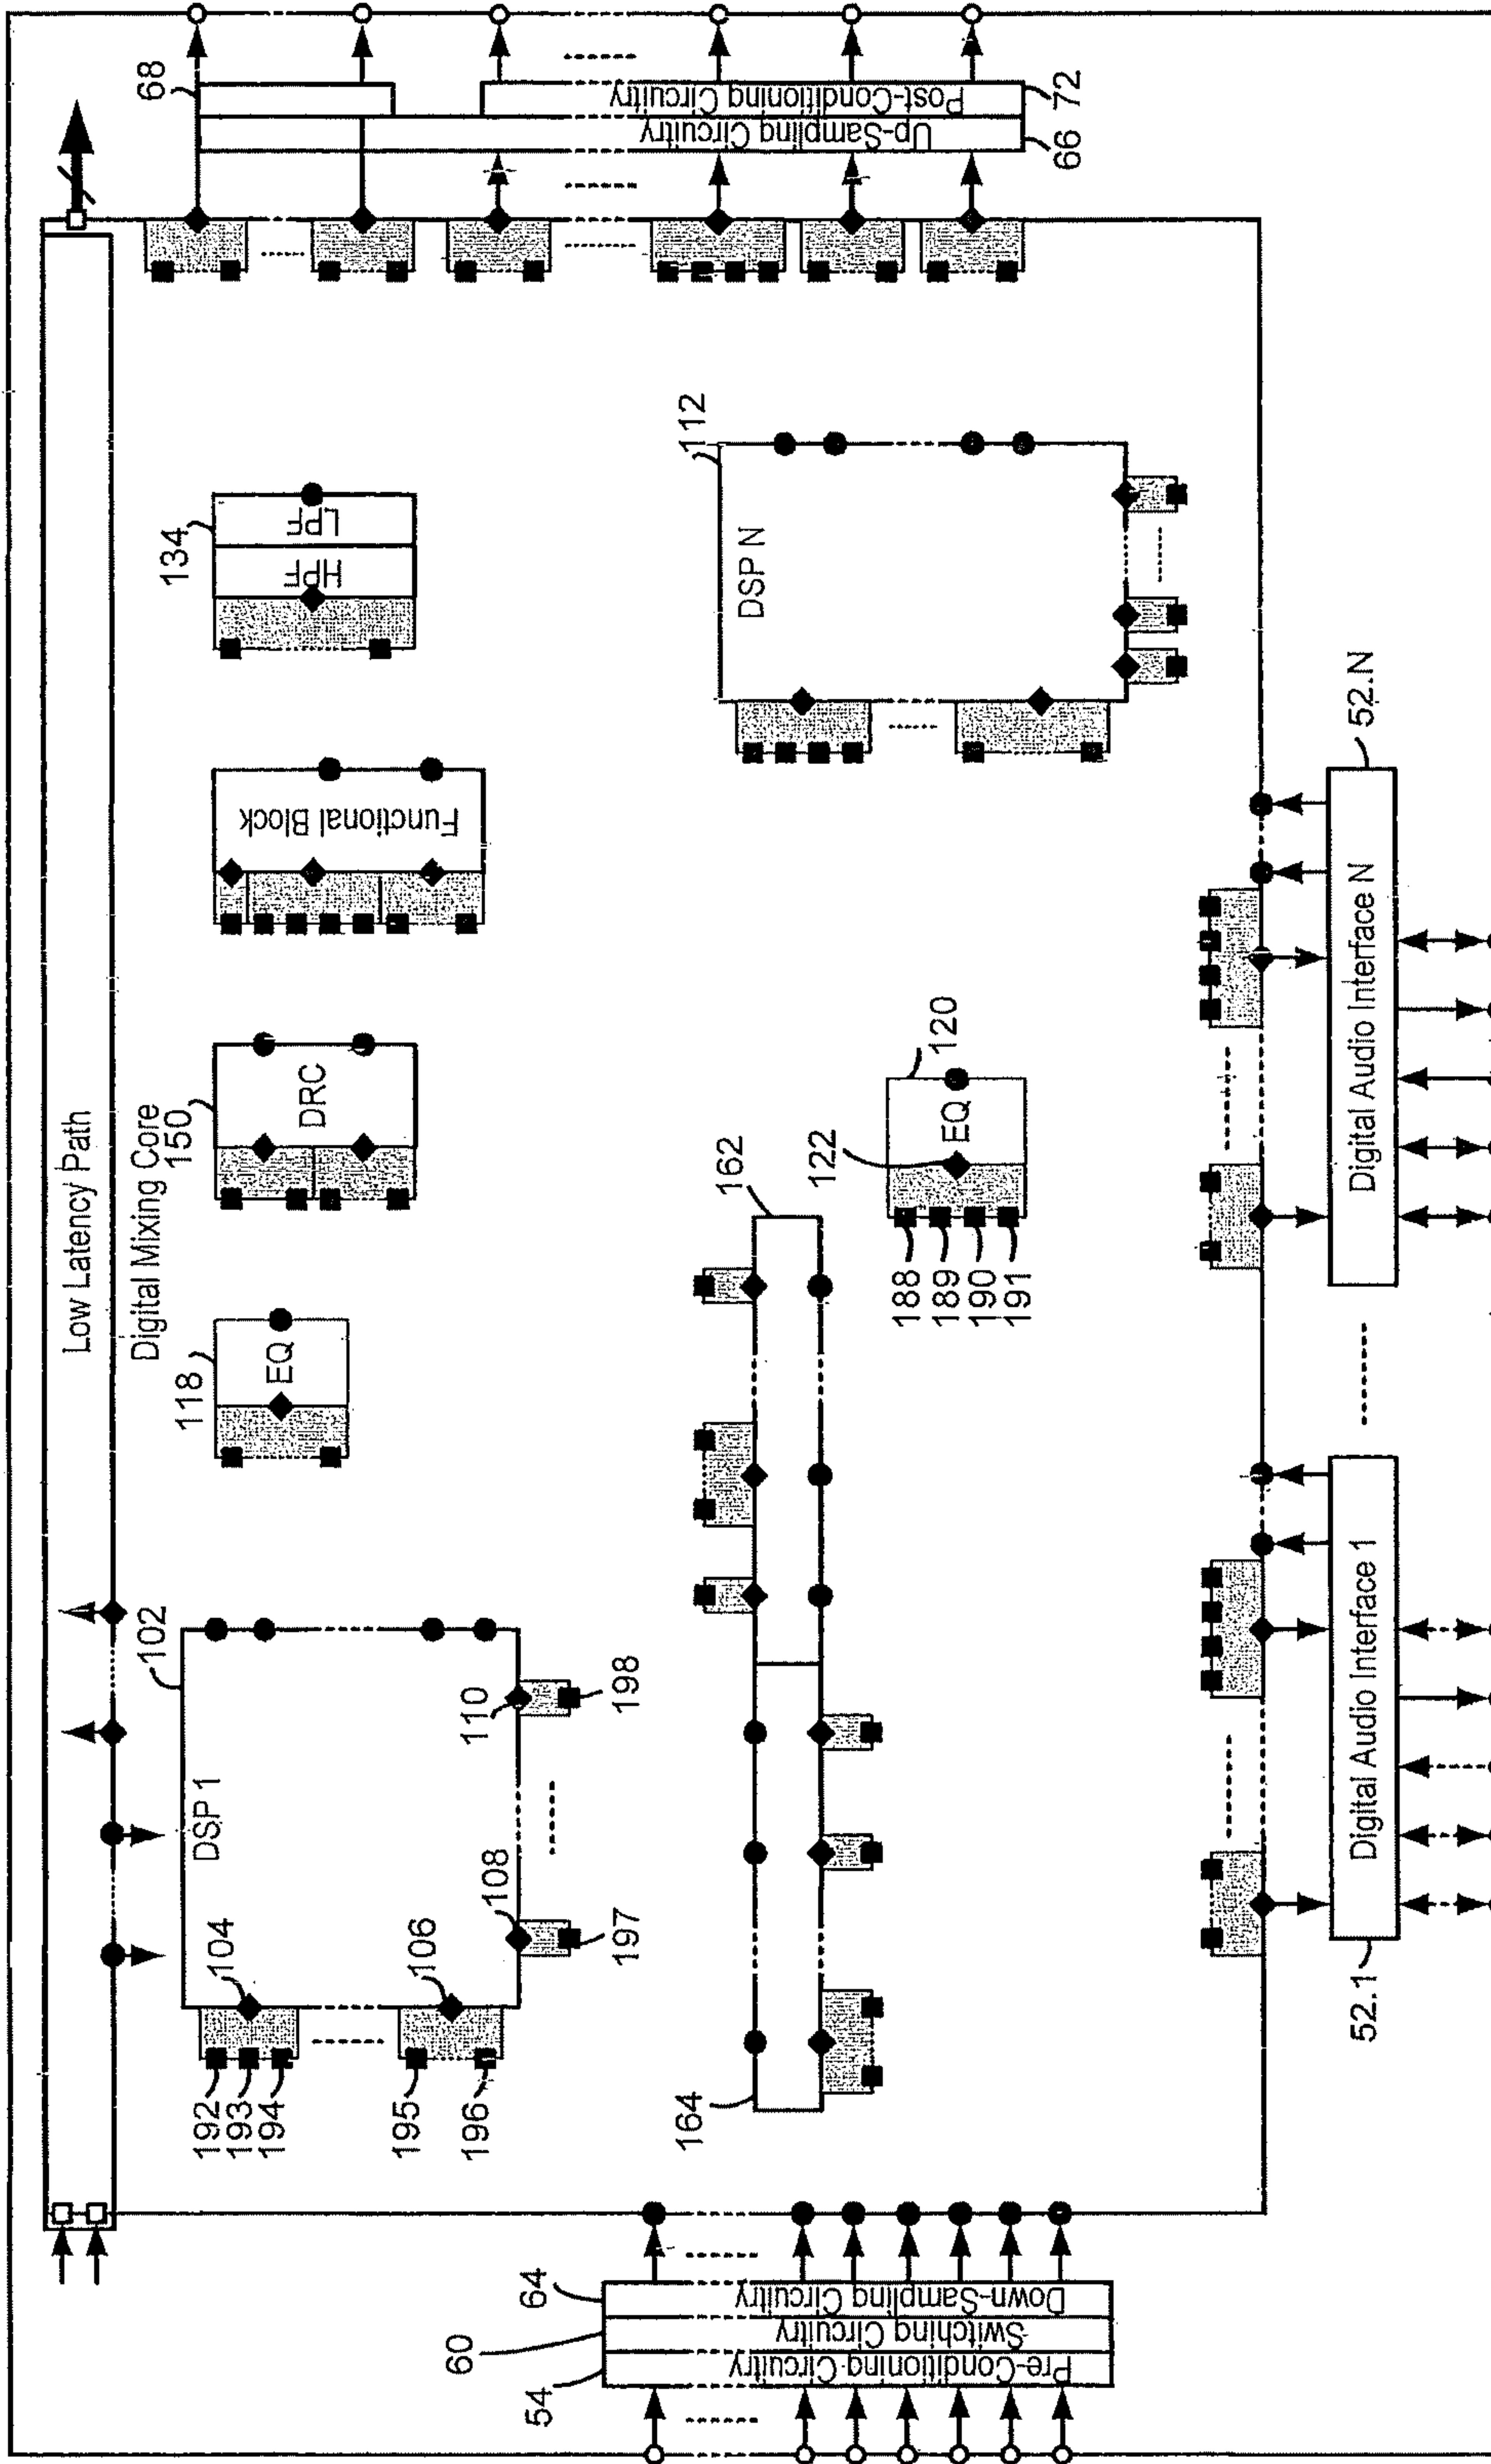 Low Latency Path
Digital Mixing Core
68
102
DSP 1
104
106
108
110
192
193
194
195
196
197
198
118
EQ
150
DRC
Functional Block
134
HPF
LPF
Up-Sampling Circuitry
Post-Conditioning Circuitry
66
72
164
162
122
EQ
120
188
189
190
191
112
DSP N
54
60
64
Pre-Conditioning Circuitry
Switching Circuitry
Down-Sampling Circuitry
52.1
Digital Audio Interface 1
Digital Audio Interface N
52.N